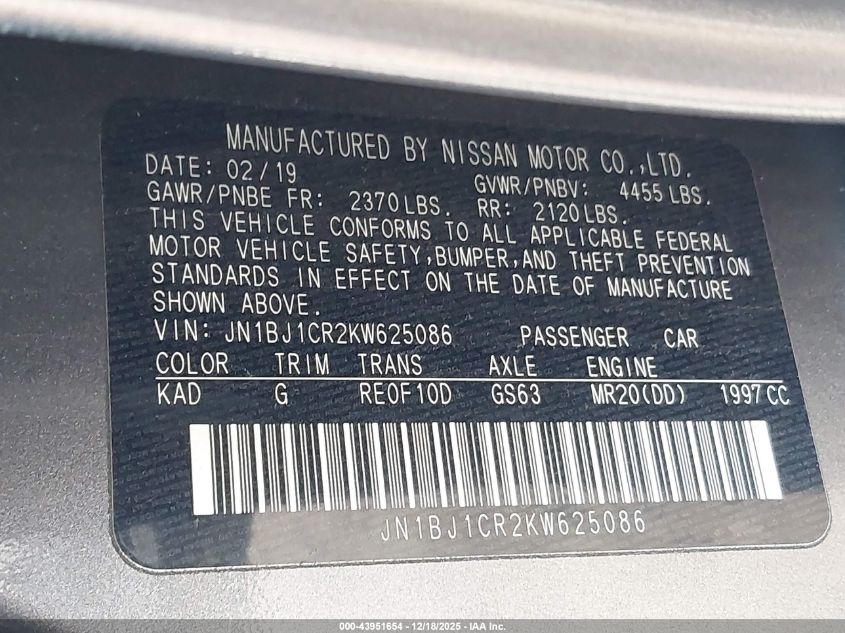 MANUFACTURED BY NISSAN MOTOR CO.,LTD.
DATE: 02/19 GVWR/PNBV: 4455 LBS.
GAWR/PNBE FR: 2370 LBS. RR: 2120 LBS.
THIS VEHICLE CONFORMS TO ALL APPLICABLE FEDERAL
MOTOR VEHICLE SAFETY,BUMPER,AND THEFT PREVENTION
STANDARDS IN EFFECT ON THE DATE OF MANUFACTURE
SHOWN ABOVE.
VIN: JN1BJ1CR2KW625086 PASSENGER CAR
COLOR TRIM TRANS AXLE ENGINE
KAD G RE0F10D GS63 MR20(DD) 1997 CC
JN1BJ1CR2KW625086
000-43951654 – 12/18/2025 – IAA Inc.